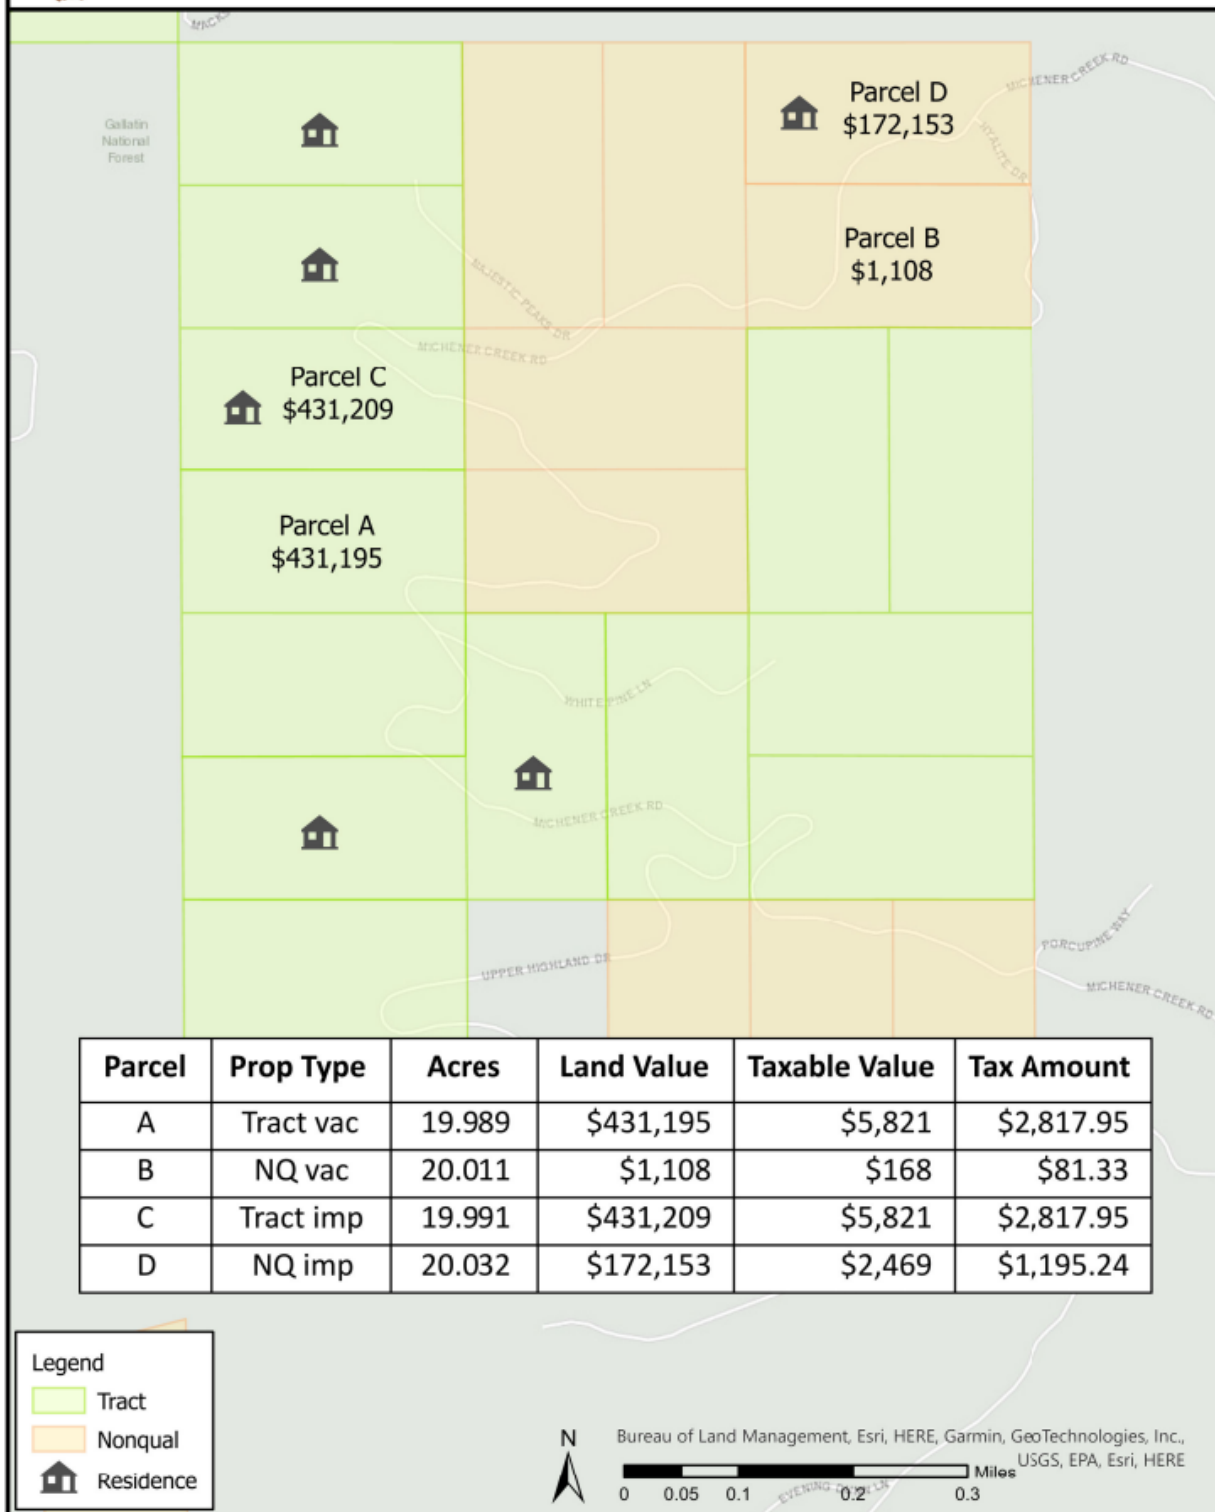 MACKS
MICHENER CREEK RD
Parcel D
$172,153
Gallatin
National
Forest
HYALITE DR
Parcel B
$1,108
MAJESTIC PEAKS DR
MICHENER CREEK RD
Parcel C
$431,209
Parcel A
$431,195
WHITE PINE LN
MICHENER CREEK RD
PORCUPINE WAY
UPPER HIGHLAND DR
MICHENER CREEK RD
Parcel Prop Type Acres Land Value Taxable Value Tax Amount
A Tract vac 19.989 $431,195 $5,821 $2,817.95
B NQ vac 20.011 $1,108 $168 $81.33
C Tract imp 19.991 $431,209 $5,821 $2,817.95
D NQ imp 20.032 $172,153 $2,469 $1,195.24
Legend
Tract
Nonqual
Residence
N
Bureau of Land Management, Esri, HERE, Garmin, GeoTechnologies, Inc.,
USGS, EPA, Esri, HERE
Miles
0 0.05 0.1 0.2 0.3
EVENING DAWN LN